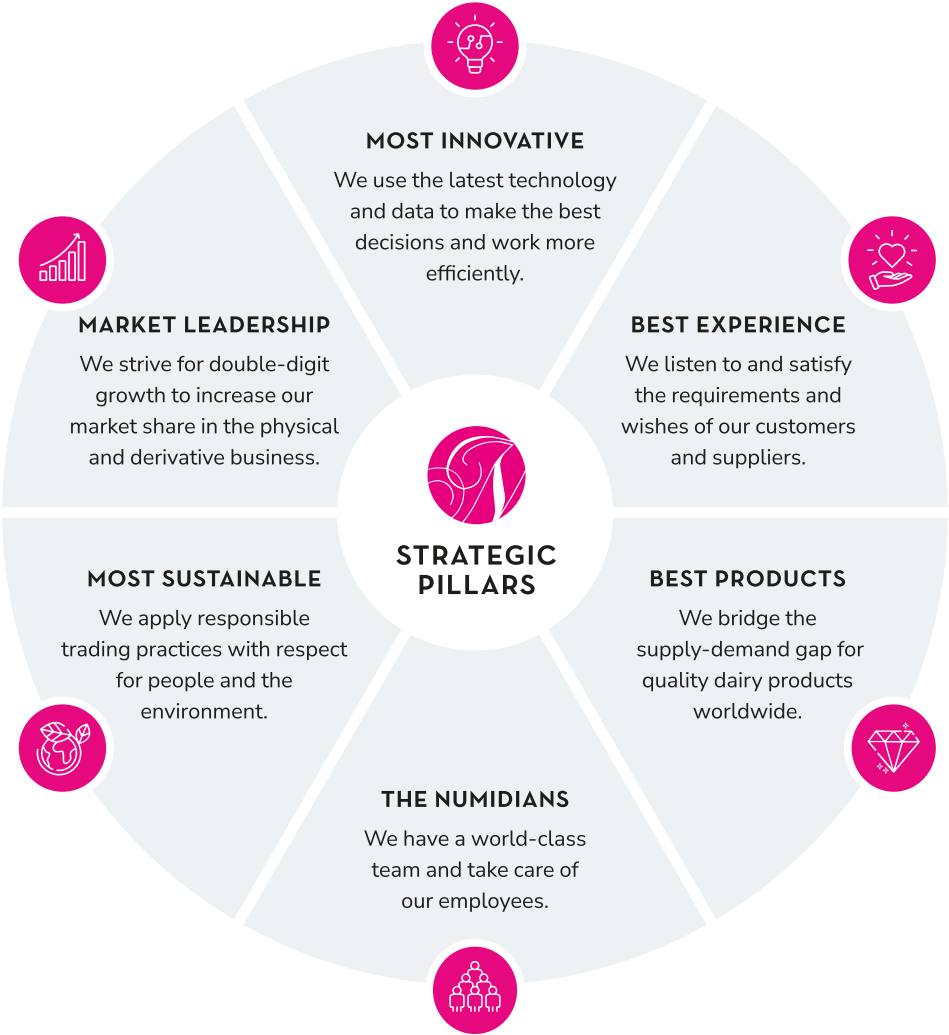 MOST INNOVATIVE
We use the latest technology
and data to make the best
decisions and work more
efficiently.
BEST EXPERIENCE
We listen to and satisfy
the requirements and
wishes of our customers
and suppliers.
BEST PRODUCTS
We bridge the
supply-demand gap for
quality dairy products
worldwide.
THE NUMIDIANS
We have a world-class
team and take care of
our employees.
MOST SUSTAINABLE
We apply responsible
trading practices with respect
for people and the
environment.
MARKET LEADERSHIP
We strive for double-digit
growth to increase our
market share in the physical
and derivative business.
STRATEGIC
PILLARS